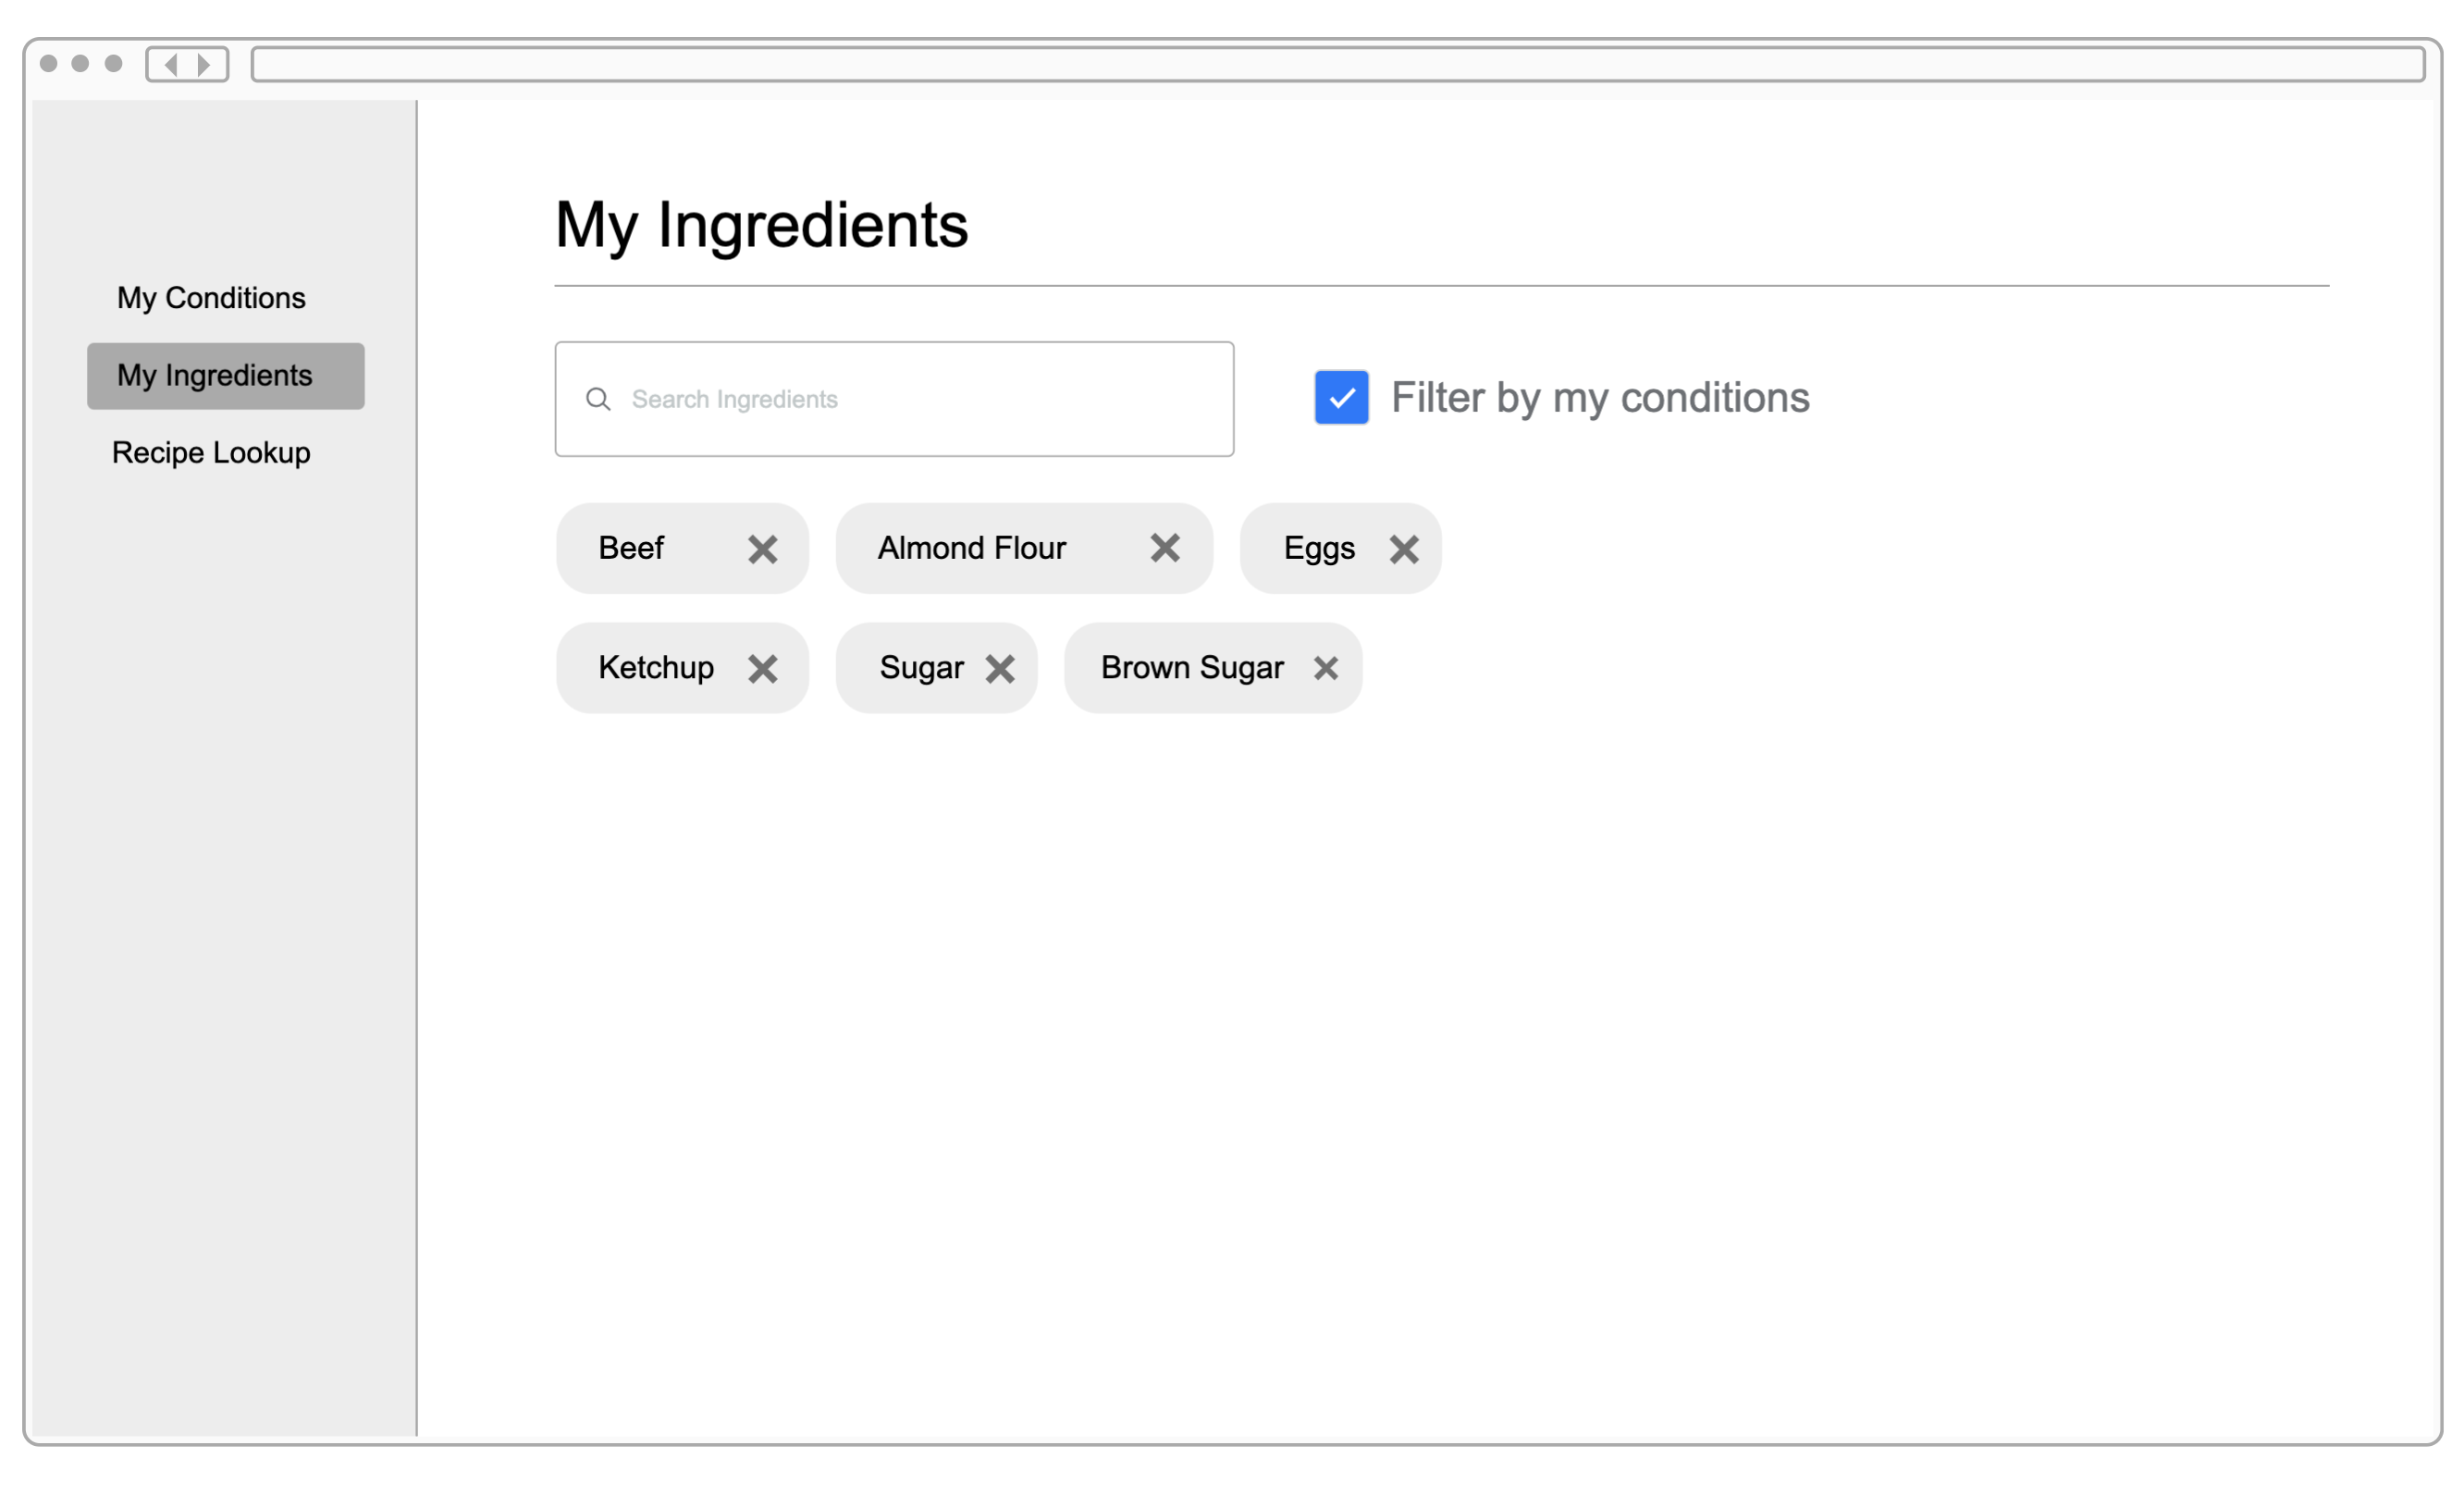 My Ingredients
My Conditions
My Ingredients
Recipe Lookup
Search Ingredients
Filter by my conditions
Beef
Almond Flour
Eggs
Ketchup
Sugar
Brown Sugar